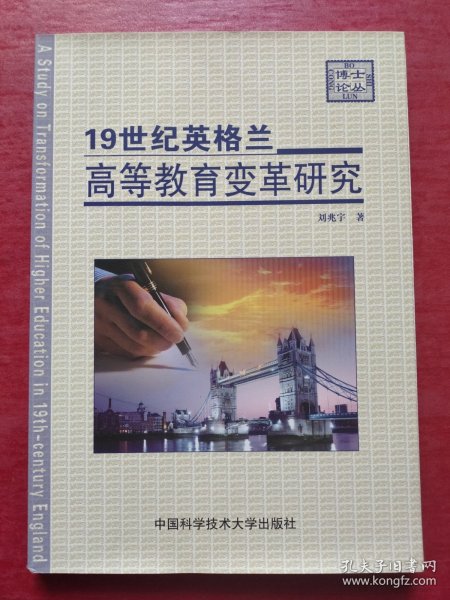 A Study on Transformation of Higher Education in 19th-century England
BO
SHI
博士
论丛
CONG
LUN
19世纪英格兰
高等教育变革研究
刘兆宇 著
中国科学技术大学出版社
孔夫子旧书网
www.kongfz.com